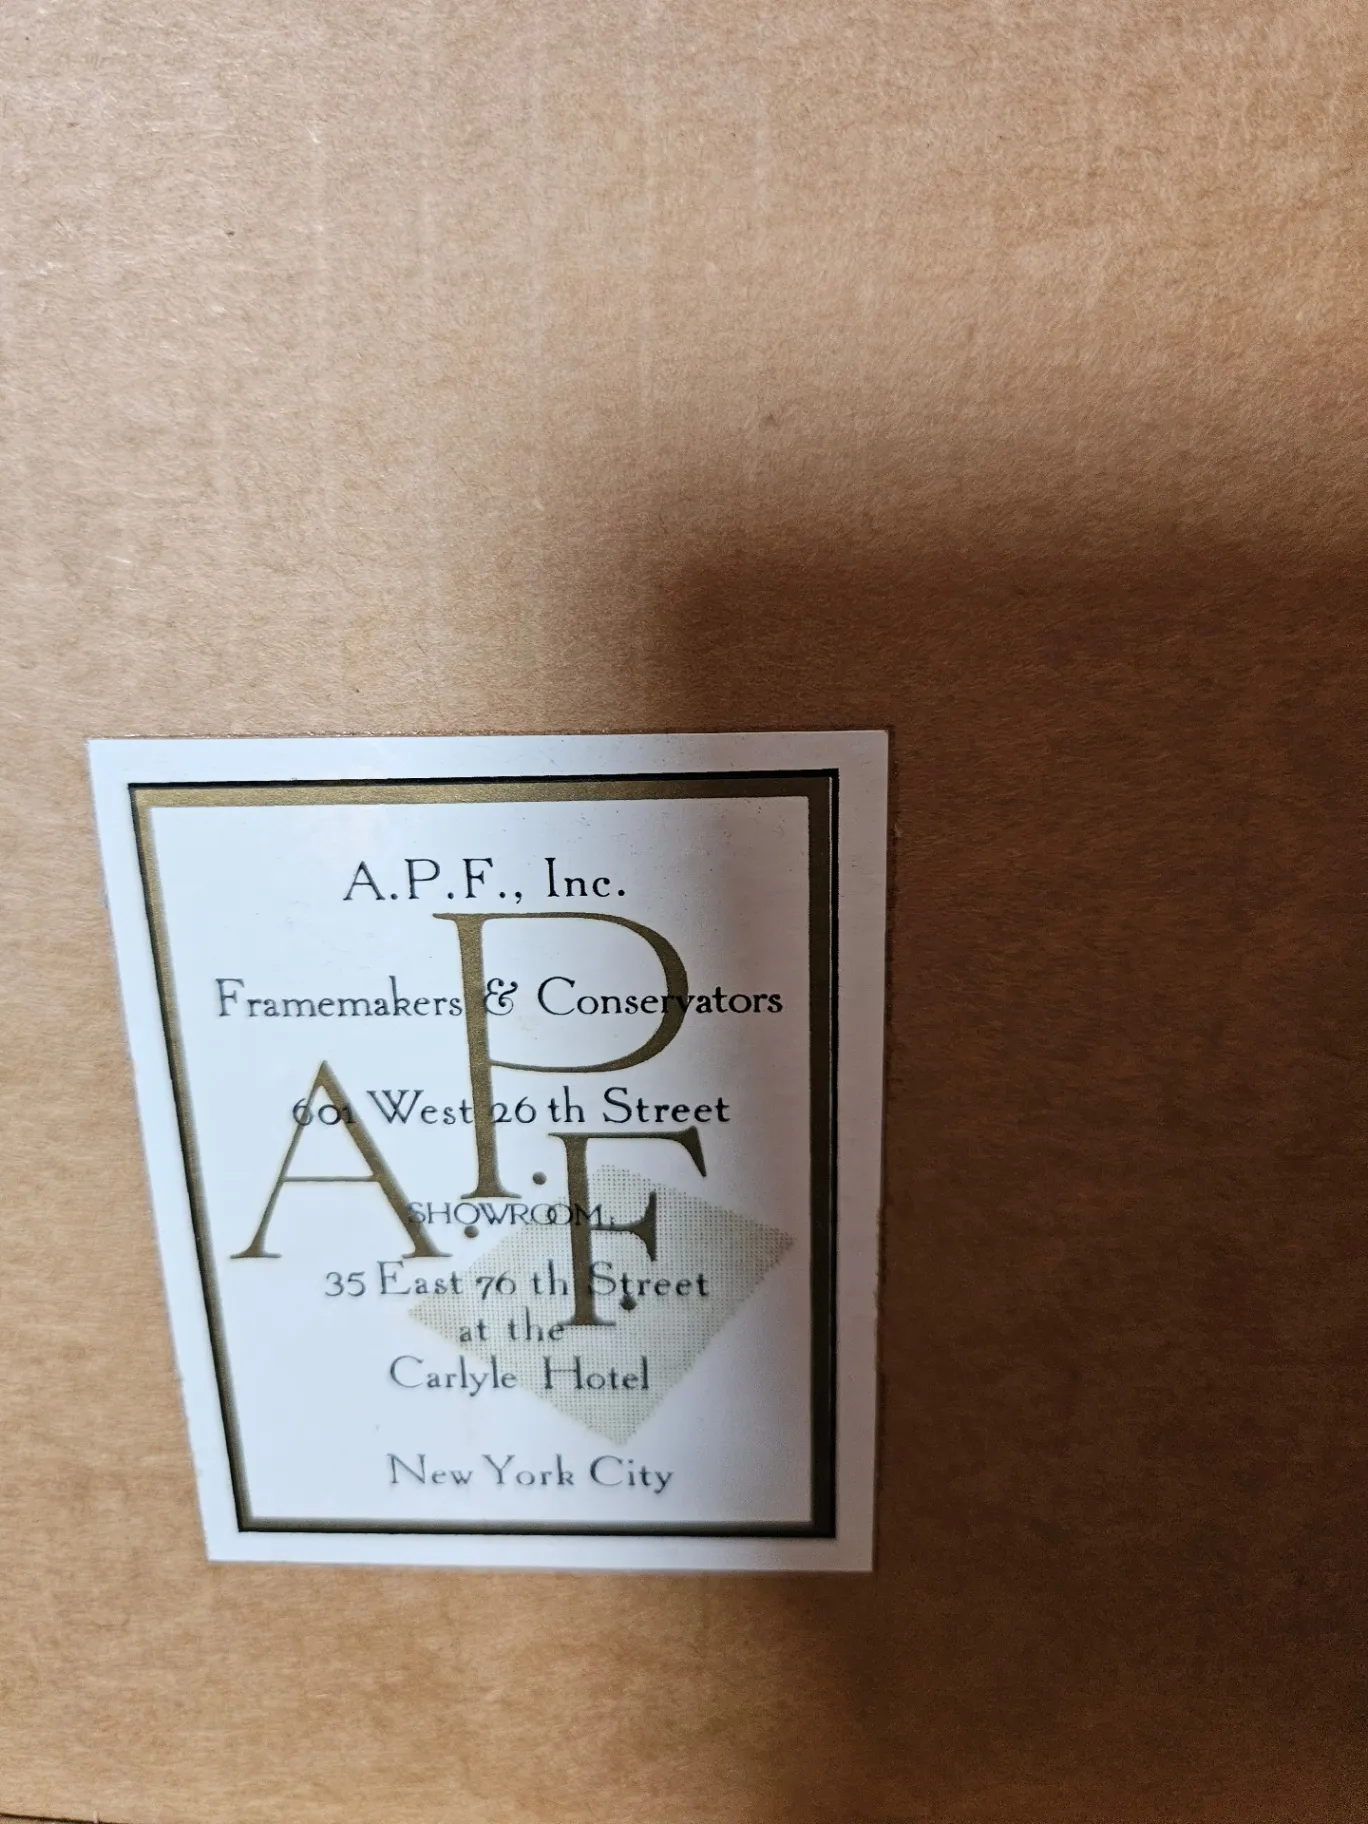 A.P.F., Inc.
Framemakers & Conservators
601 West 26 th Street
A.P.F.
SHOWROOM:
35 East 76 th Street
at the
Carlyle Hotel
New York City